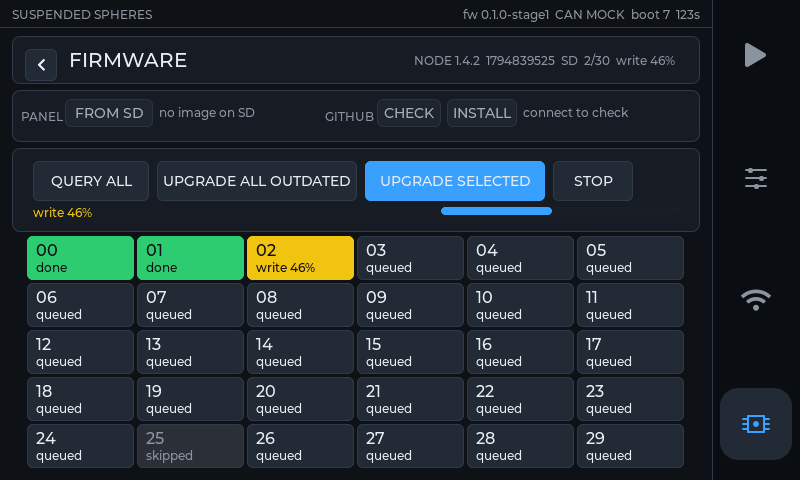 SUSPENDED SPHERES fw 0.1.0-stage1 CAN MOCK boot 7 123s
FIRMWARE NODE 1.4.2 1794839525 SD 2/30 write 46%
PANEL FROM SD no image on SD GITHUB CHECK INSTALL connect to check
QUERY ALL UPGRADE ALL OUTDATED UPGRADE SELECTED STOP
write 46%
00 01 02 03 04 05
done done write 46% queued queued queued
06 07 08 09 10 11
queued queued queued queued queued queued
12 13 14 15 16 17
queued queued queued queued queued queued
18 19 20 21 22 23
queued queued queued queued queued queued
24 25 26 27 28 29
queued skipped queued queued queued queued